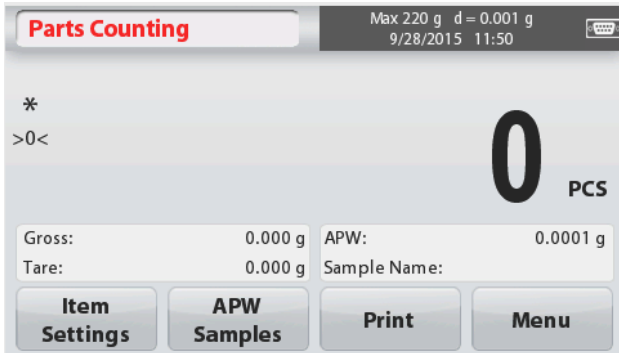 Parts Counting
Max 220 g d = 0.001 g
9/28/2015 11:50
*
>0<
0
PCS
Gross: 0.000 g
Tare: 0.000 g
APW: 0.0001 g
Sample Name:
Item
Settings
APW
Samples
Print
Menu